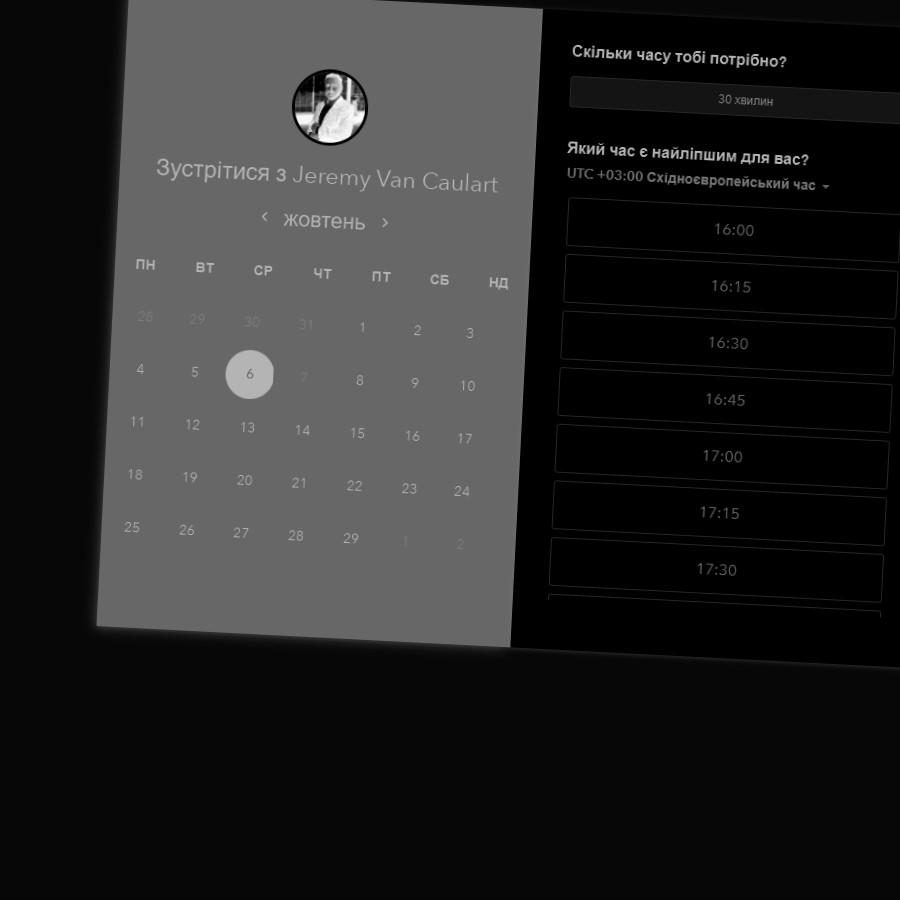 Зустрітися з Jeremy Van Caulart
‹ жовтень ›
ПН ВТ СР ЧТ ПТ СБ НД
28 29 30 31 1 2 3
4 5 6 7 8 9 10
11 12 13 14 15 16 17
18 19 20 21 22 23 24
25 26 27 28 29 1 2
Скільки часу тобі потрібно?
30 хвилин
Який час є найліпшим для вас?
UTC +03:00 Східноєвропейський час
16:00
16:15
16:30
16:45
17:00
17:15
17:30